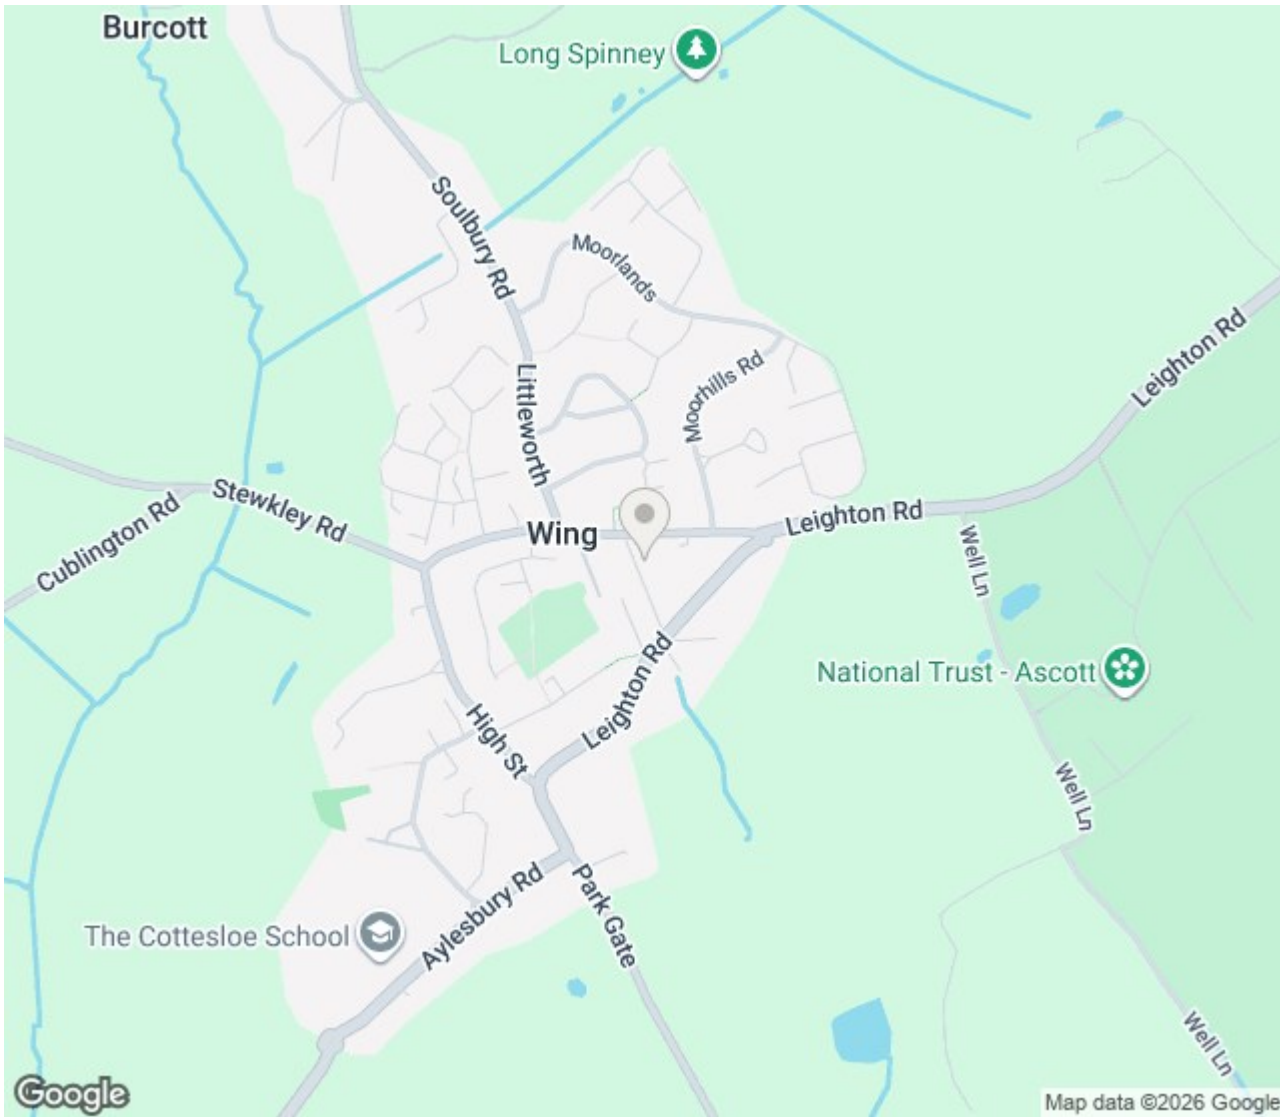 Burcott
Long Spinney
Soulbury Rd
Moorlands
Leighton Rd
Moorhills Rd
Littleworth
Stewkley Rd
Cublington Rd
Wing
Leighton Rd
Well Ln
National Trust - Ascott
Leighton Rd
High St
Well Ln
Park Gate
Aylesbury Rd
The Cottesloe School
Well Ln
Google
Map data ©2026 Google